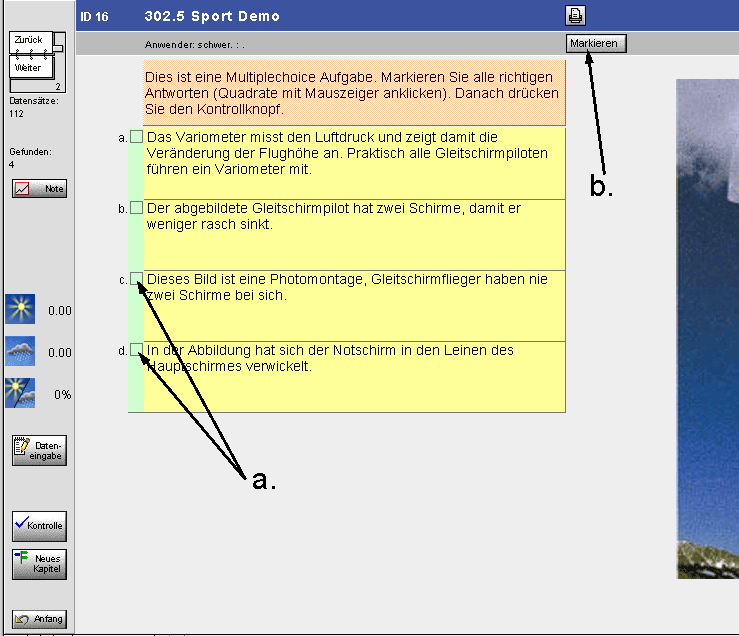 ID 16 302.5 Sport Demo
Zurück
Weiter
2
Anwender: schwer. : .
Markieren
Datensätze:
112
Gefunden:
4
Note
Dies ist eine Multiplechoice Aufgabe. Markieren Sie alle richtigen
Antworten (Quadrate mit Mauszeiger anklicken). Danach drücken
Sie den Kontrollknopf.
a. Das Variometer misst den Luftdruck und zeigt damit die
Veränderung der Flughöhe an. Praktisch alle Gleitschirmpiloten
führen ein Variometer mit.
b.
b. Der abgebildete Gleitschirmpilot hat zwei Schirme, damit er
weniger rasch sinkt.
c. Dieses Bild ist eine Photomontage, Gleitschirmflieger haben nie
zwei Schirme bei sich.
d. In der Abbildung hat sich der Notschirm in den Leinen des
Hauptschirmes verwickelt.
a.
0.00
0.00
0%
Daten-
eingabe
Kontrolle
Neues
Kapitel
Anfang